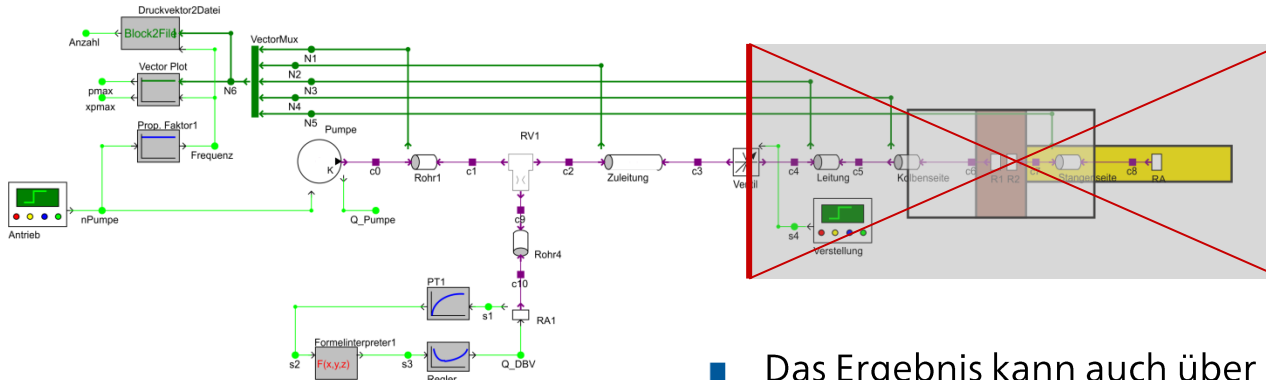 Druckvektor2Datei
Block2File
Anzahl
VectorMux
N1
Vector Plot
N2
pmax
N6
N3
xpmax
N4
N5
Prop. Faktor1
Pumpe
RV1
Frequenz
K
c0
Rohr1
c1
c2
Zuleitung
c3
Ventil
c4
Leitung
c5
Kolbenseite
c6
R1
R2
c7
Stangenseite
c8
RA
nPumpe
Q_Pumpe
c9
s4
Antrieb
Verstellung
Rohr4
PT1
c10
s1
RA1
Formelinterpreter1
s2
F(x,y,z)
s3
Regler
Q_DBV
Das Ergebnis kann auch über